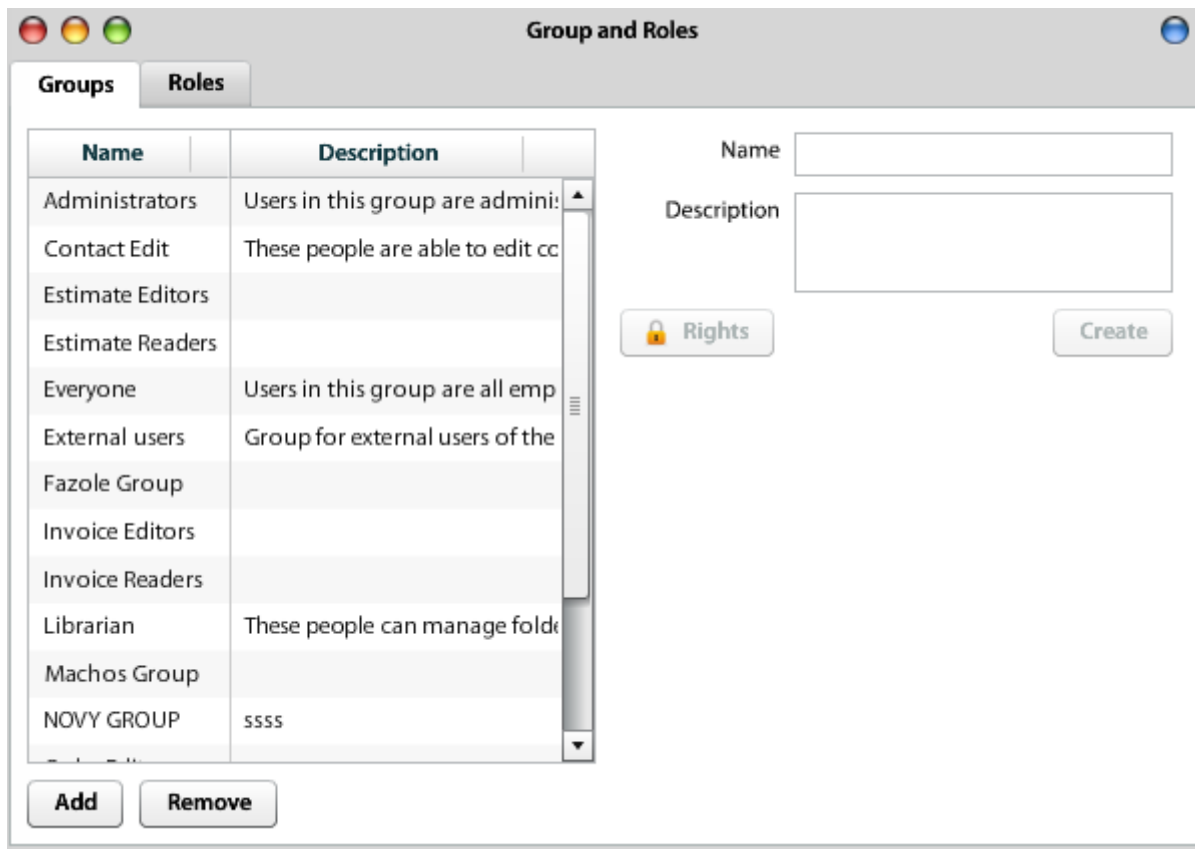 Group and Roles
Groups Roles
Name Description
Administrators Users in this group are adminis
Contact Edit These people are able to edit co
Estimate Editors
Estimate Readers
Everyone Users in this group are all emp
External users Group for external users of the
Fazole Group
Invoice Editors
Invoice Readers
Librarian These people can manage folde
Machos Group
NOVY GROUP ssss
Add Remove
Name
Description
Rights Create